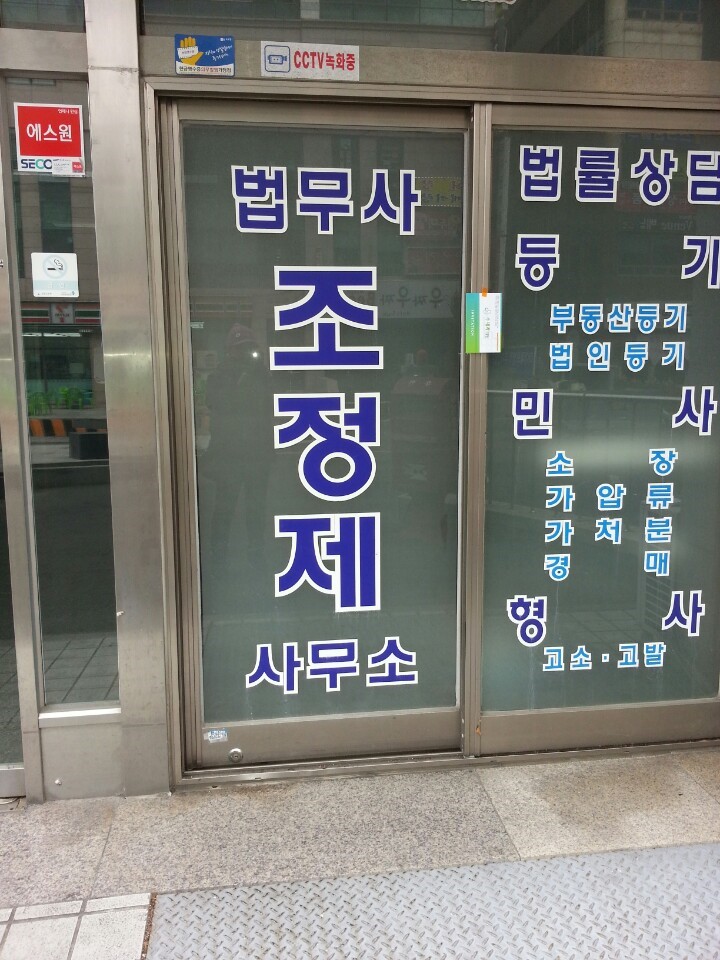 CCTV녹화중
에스원
SECO
법무사
조정제
사무소
법률상담
등기
부동산등기
법인등기
민사
소장
가압류
가처분
경매
형사
고소·고발